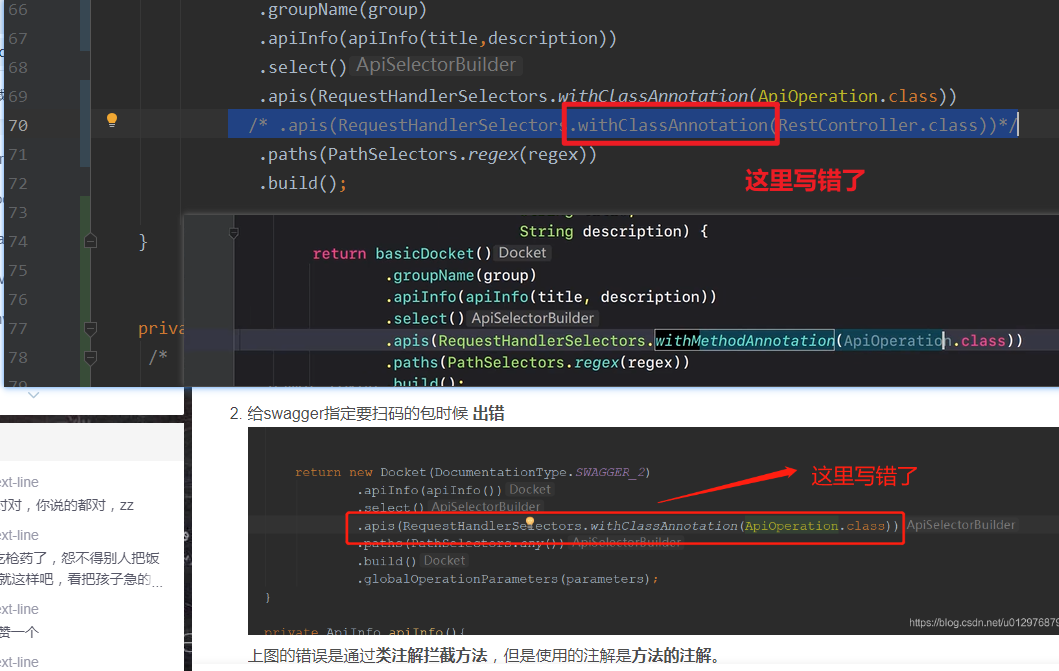 66 .groupName(group)
67 .apiInfo(apiInfo(title,description))
68 .select() ApiSelectorBuilder
69 .apis(RequestHandlerSelectors.withClassAnnotation(ApiOperation.class))
70 /* .apis(RequestHandlerSelectors.withClassAnnotation(RestController.class))*/
71 .paths(PathSelectors.regex(regex))
72 .build();
这里写错了
73
74 }
75
76
77 priva
78 /*
79
String description) {
return basicDocket() Docket
.groupName(group)
.apiInfo(apiInfo(title, description))
.select() ApiSelectorBuilder
.apis(RequestHandlerSelectors.withMethodAnnotation(ApiOperation.class))
.paths(PathSelectors.regex(regex))
.build();
2. 给swagger指定要扫码的包时候 出错
return new Docket(DocumentationType.SWAGGER_2)
.apiInfo(apiInfo()) Docket
.select() ApiSelectorBuilder
.apis(RequestHandlerSelectors.withClassAnnotation(ApiOperation.class)) ApiSelectorBuilder
.paths(PathSelectors.any()) ApiSelectorBuilder
.build() Docket
.globalOperationParameters(parameters);
}
private ApiInfo apiInfo(){
这里写错了
https://blog.csdn.net/u012976879
上图的错误是通过类注解拦截方法，但是使用的注解是方法的注解。
ext-line
对对，你说的都对，zz
ext-line
吃枪药了，怨不得别人把饭
就这样吧，看把孩子急的...
ext-line
赞一个
ext-line